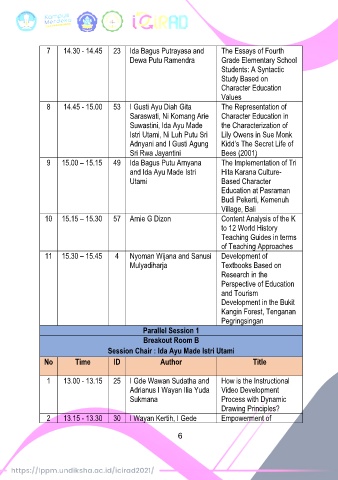 Kampus
Merdeka
ICIRAD
7 14.30 - 14.45 23 Ida Bagus Putrayasa and The Essays of Fourth
Dewa Putu Ramendra Grade Elementary School
Students: A Syntactic
Study Based on
Character Education
Values
8 14.45 - 15.00 53 I Gusti Ayu Diah Gita The Representation of
Saraswati, Ni Komang Arie Character Education in
Suwastini, Ida Ayu Made the Characterization of
Istri Utami, Ni Luh Putu Sri Lily Owens in Sue Monk
Adnyani and I Gusti Agung Kidd's The Secret Life of
Sri Rwa Jayantini Bees (2001)
9 15.00 – 15.15 49 Ida Bagus Putu Arnyana The Implementation of Tri
and Ida Ayu Made Istri Hita Karana Culture-
Utami Based Character
Education at Pasraman
Budi Pekerti, Kemenuh
Village, Bali
10 15.15 – 15.30 57 Arnie G Dizon Content Analysis of the K
to 12 World History
Teaching Guides in terms
of Teaching Approaches
11 15.30 – 15.45 4 Nyoman Wijana and Sanusi Development of
Mulyadiharja Textbooks Based on
Research in the
Perspective of Education
and Tourism
Development in the Bukit
Kangin Forest, Tenganan
Pegringsingan
Parallel Session 1
Breakout Room B
Session Chair : Ida Ayu Made Istri Utami
No Time ID Author Title
1 13.00 - 13.15 25 I Gde Wawan Sudatha and How is the Instructional
Adrianus I Wayan Ilia Yuda Video Development
Sukmana Process with Dynamic
Drawing Principles?
2 13.15 - 13.30 30 I Wayan Kertih, I Gede Empowerment of
6
https://lppm.undiksha.ac.id/icirad2021/